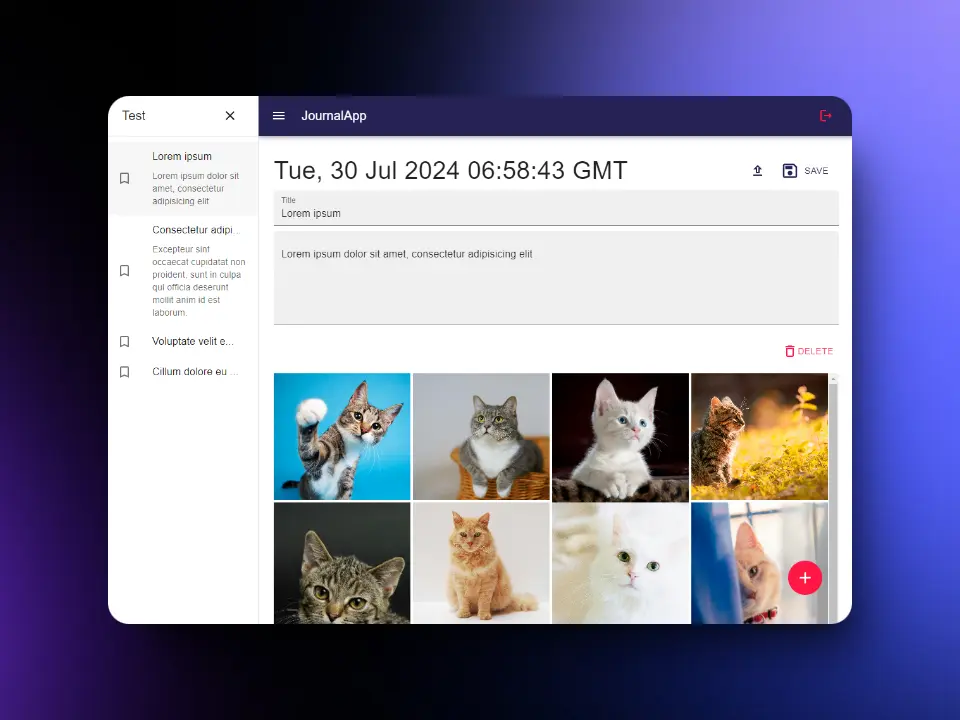 Test
JournalApp
Lorem ipsum
Lorem ipsum dolor sit
amet, consectetur
adipisicing elit
Consectetur adipi...
Excepteur sint
occaecat cupidatat non
proident, sunt in culpa
qui officia deserunt
mollit anim id est
laborum.
Voluptate velit e...
Cillum dolore eu ...
Tue, 30 Jul 2024 06:58:43 GMT
SAVE
Title
Lorem ipsum
Lorem ipsum dolor sit amet, consectetur adipisicing elit
DELETE